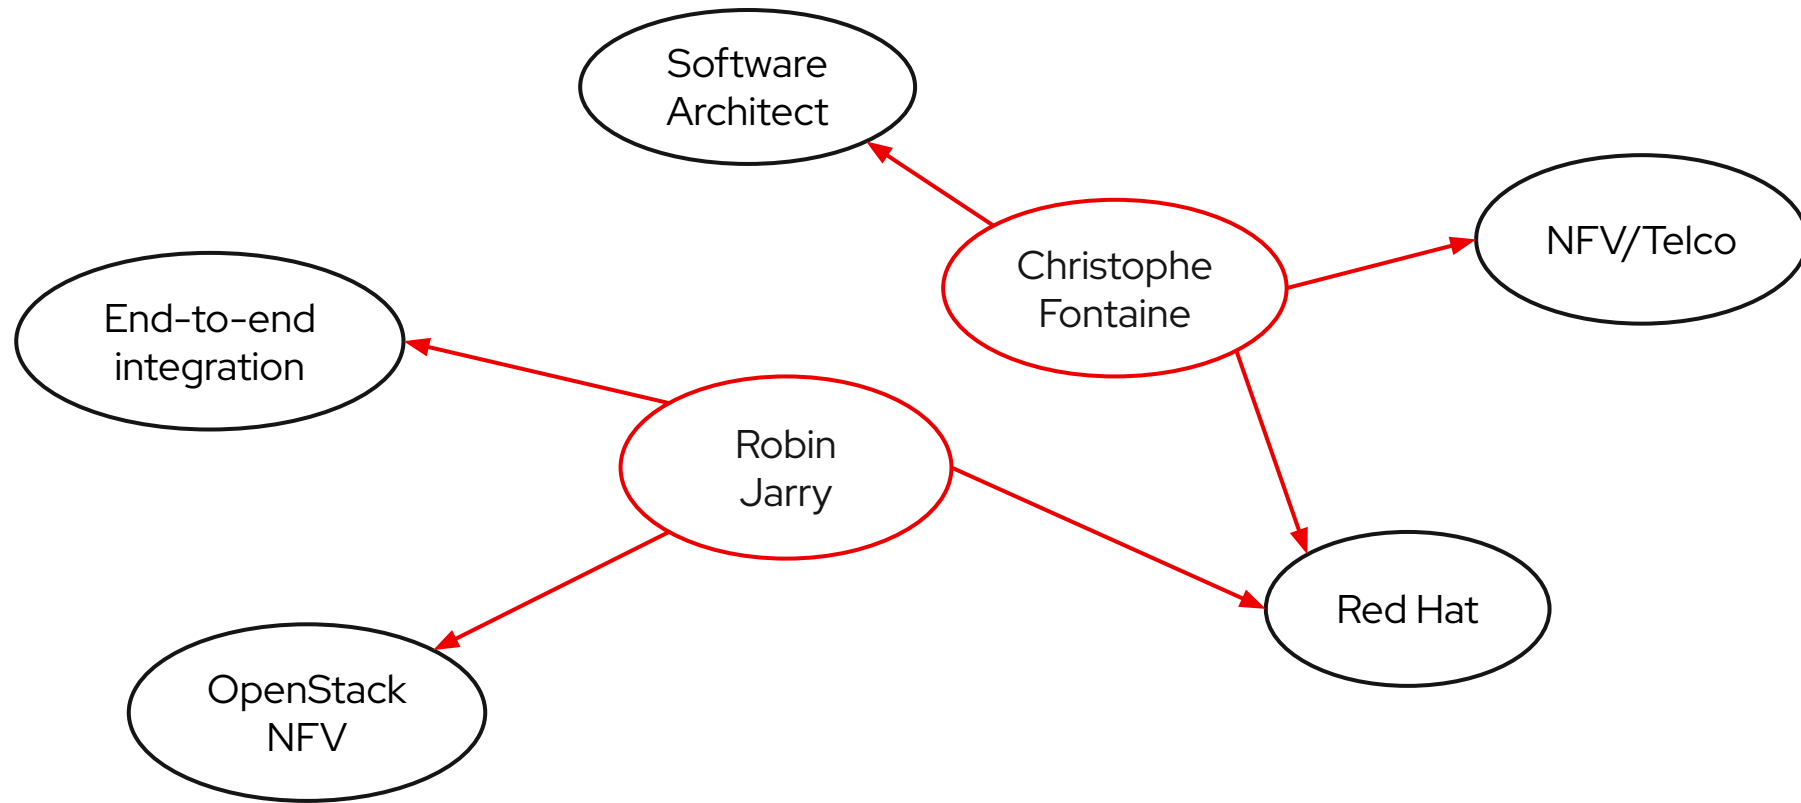 Software
Architect
NFV/Telco
Christophe
Fontaine
End-to-end
integration
Robin
Jarry
Red Hat
OpenStack
NFV